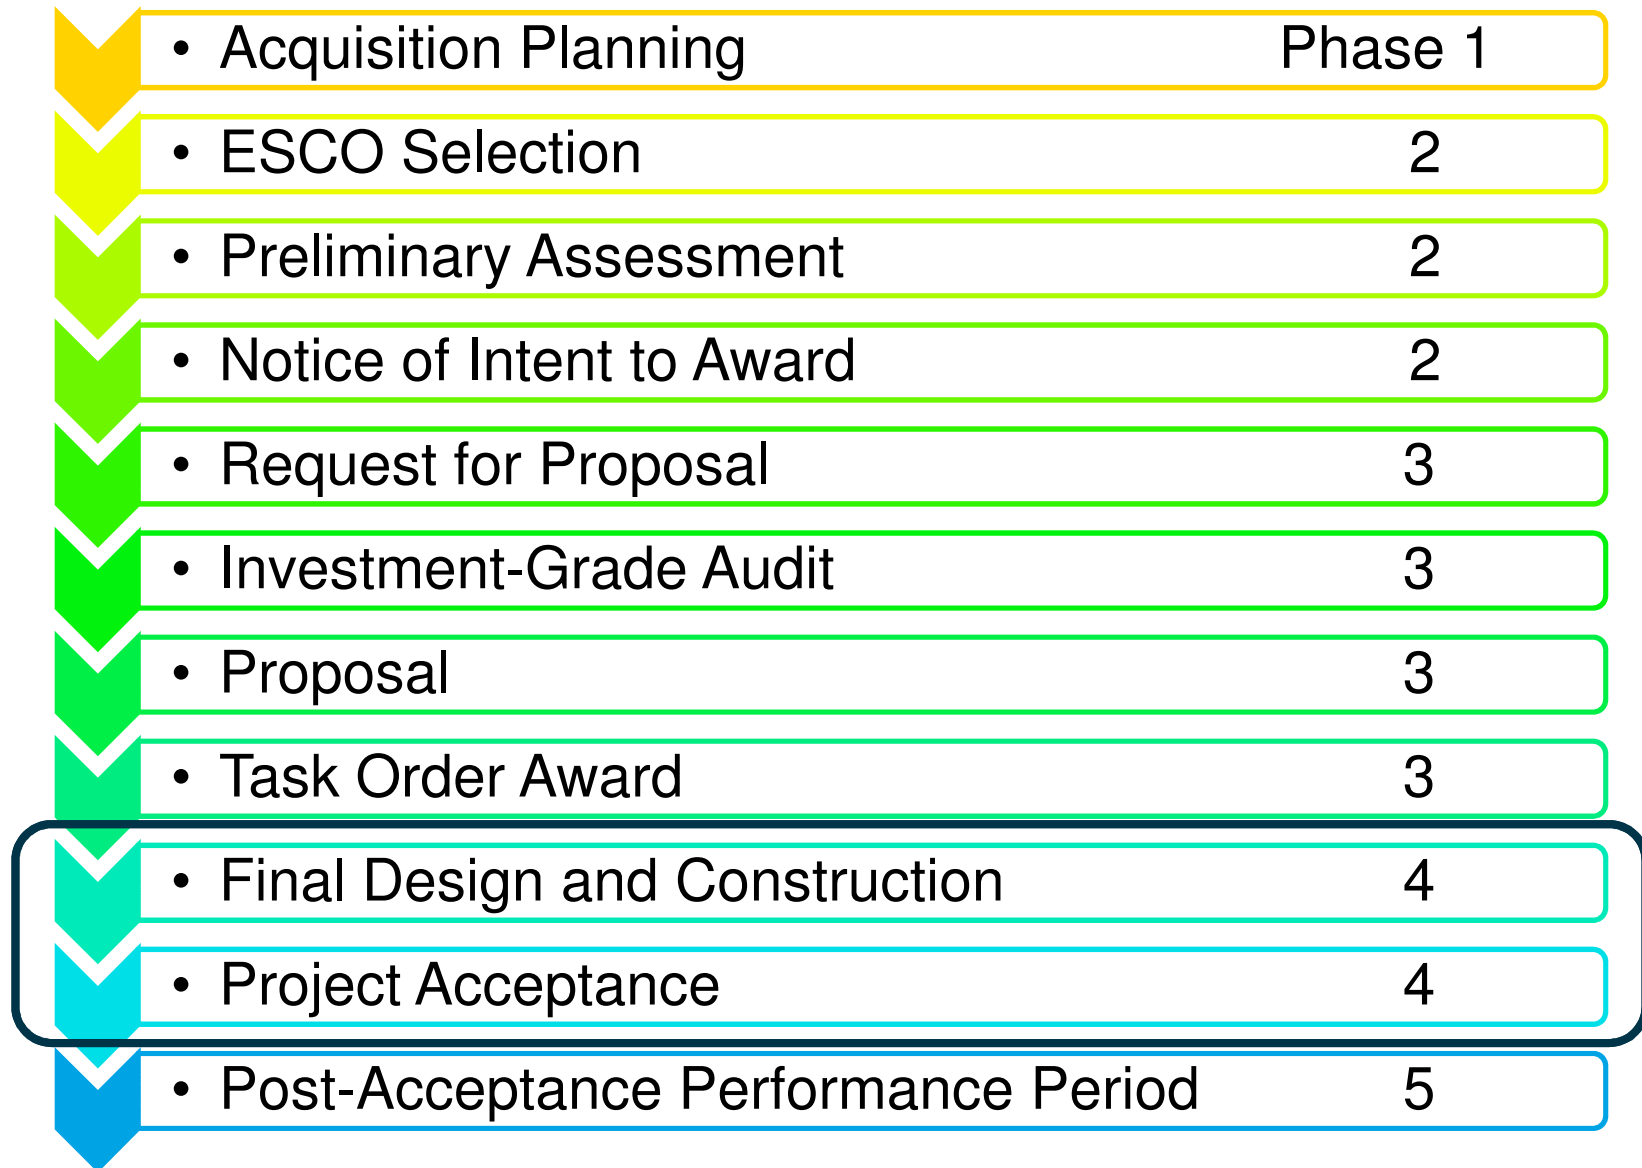 • Acquisition Planning Phase 1
• ESCO Selection 2
• Preliminary Assessment 2
• Notice of Intent to Award 2
• Request for Proposal 3
• Investment-Grade Audit 3
• Proposal 3
• Task Order Award 3
• Final Design and Construction 4
• Project Acceptance 4
• Post-Acceptance Performance Period 5